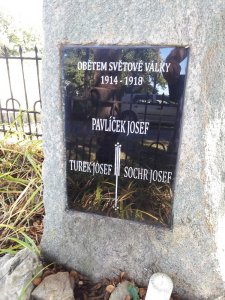 OBĚTEM SVĚTOVÉ VÁLKY
1914 - 1918
PAVLÍČEK JOSEF
TUREK JOSEF SOCHR JOSEF